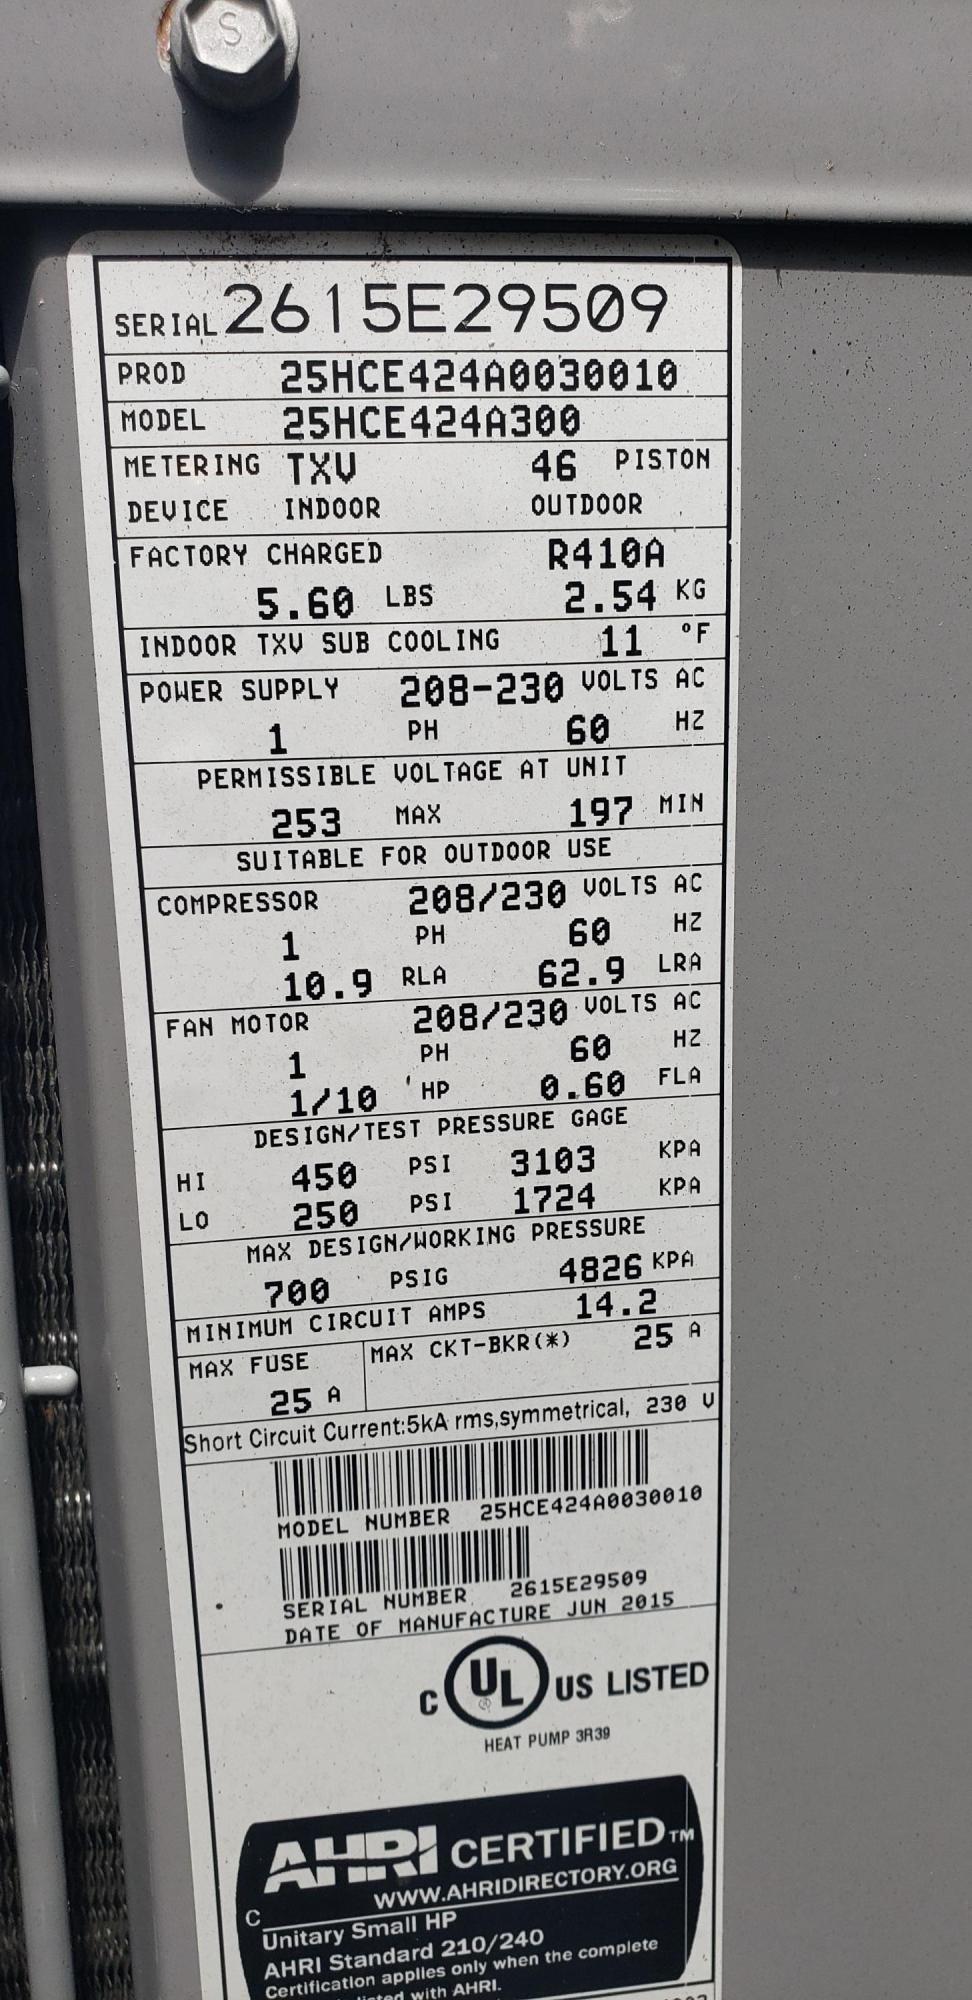 S
SERIAL 2615E29509
PROD 25HCE424A0030010
MODEL 25HCE424A300
METERING TXV 46 PISTON
DEVICE INDOOR OUTDOOR
FACTORY CHARGED R410A
5.60 LBS 2.54 KG
INDOOR TXV SUB COOLING 11 °F
POWER SUPPLY 208-230 VOLTS AC
1 PH 60 HZ
PERMISSIBLE VOLTAGE AT UNIT
253 MAX 197 MIN
SUITABLE FOR OUTDOOR USE
COMPRESSOR 208/230 VOLTS AC
1 PH 60 HZ
10.9 RLA 62.9 LRA
FAN MOTOR 208/230 VOLTS AC
1 PH 60 HZ
1/10 HP 0.60 FLA
DESIGN/TEST PRESSURE GAGE
HI 450 PSI 3103 KPA
LO 250 PSI 1724 KPA
MAX DESIGN/WORKING PRESSURE
700 PSIG 4826 KPA
MINIMUM CIRCUIT AMPS 14.2
MAX FUSE MAX CKT-BKR(*) 25 A
25 A
Short Circuit Current:5kA rms,symmetrical, 230 V
MODEL NUMBER 25HCE424A0030010
SERIAL NUMBER 2615E29509
DATE OF MANUFACTURE JUN 2015
C UL® US LISTED
HEAT PUMP 3R39
AHRI CERTIFIED™
WWW.AHRIDIRECTORY.ORG
C
Unitary Small HP
AHRI Standard 210/240
Certification applies only when the complete
with AHRI.